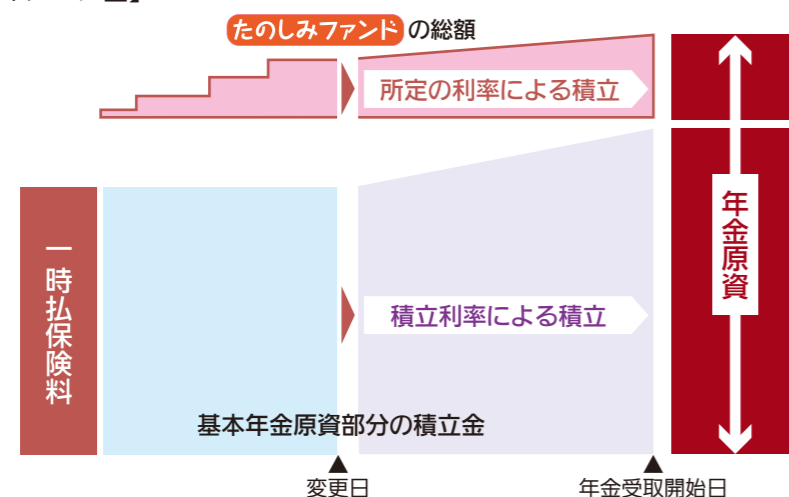 たのしみファンド の総額
所定の利率による積立
一時払保険料
積立利率による積立
年金原資
基本年金原資部分の積立金
変更日
年金受取開始日